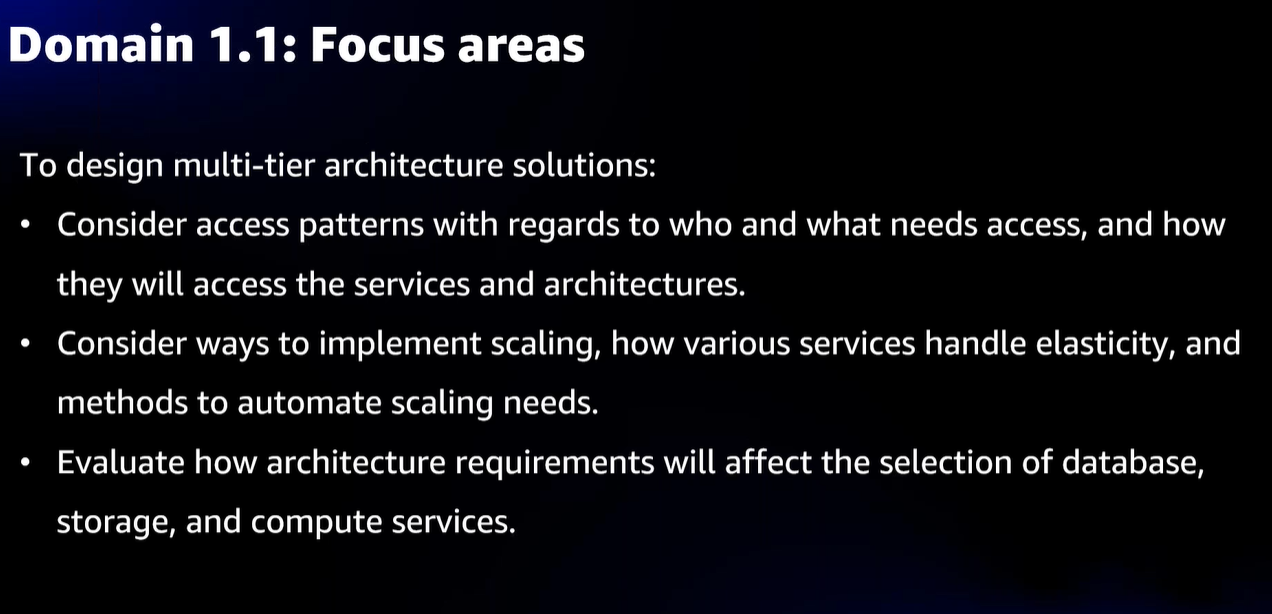 Domain 1.1: Focus areas
To design multi-tier architecture solutions:
• Consider access patterns with regards to who and what needs access, and how
they will access the services and architectures.
• Consider ways to implement scaling, how various services handle elasticity, and
methods to automate scaling needs.
• Evaluate how architecture requirements will affect the selection of database,
storage, and compute services.